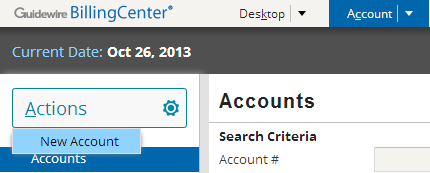 Guidewire BillingCenter® Desktop Account
Current Date: Oct 26, 2013
Actions
New Account
Accounts
Accounts
Search Criteria
Account #